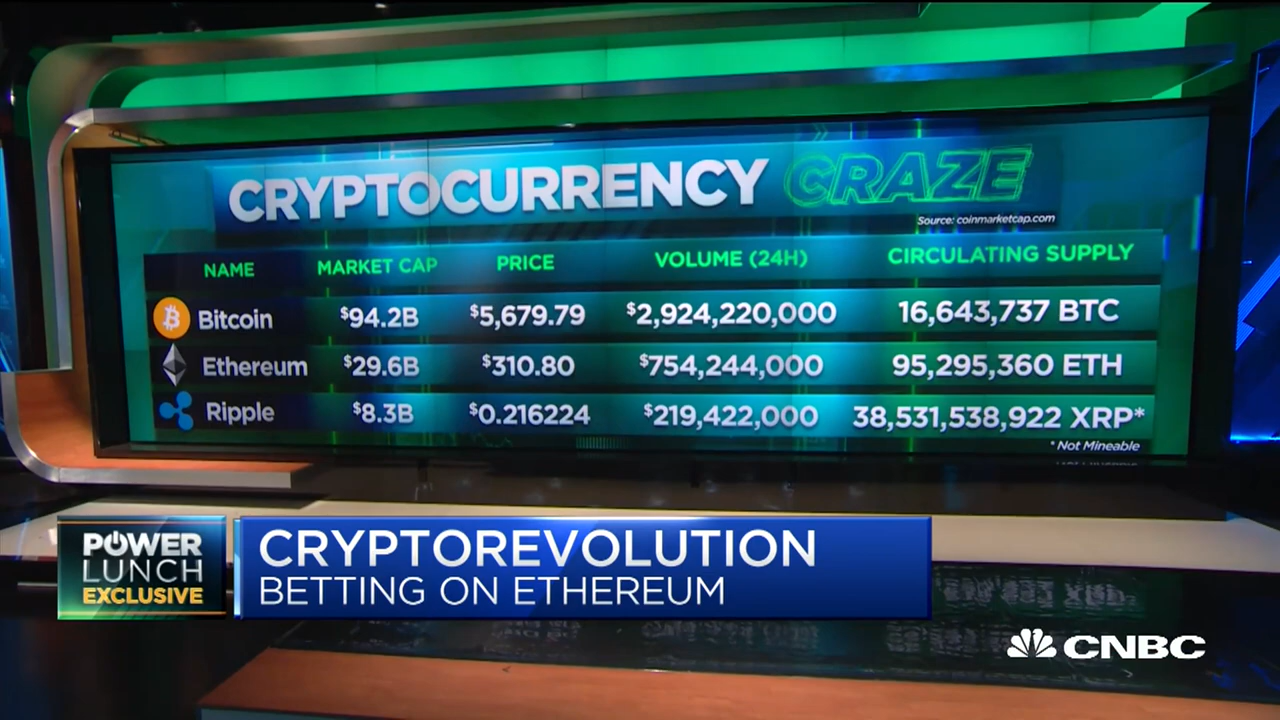 CRYPTOCURRENCY CRAZE
Source: coinmarketcap.com
NAME MARKET CAP PRICE VOLUME (24H) CIRCULATING SUPPLY
Bitcoin $94.2B $5,679.79 $2,924,220,000 16,643,737 BTC
Ethereum $29.6B $310.80 $754,244,000 95,295,360 ETH
Ripple $8.3B $0.216224 $219,422,000 38,531,538,922 XRP*
* Not Mineable
POWER
LUNCH
EXCLUSIVE
CRYPTOREVOLUTION
BETTING ON ETHEREUM
CNBC